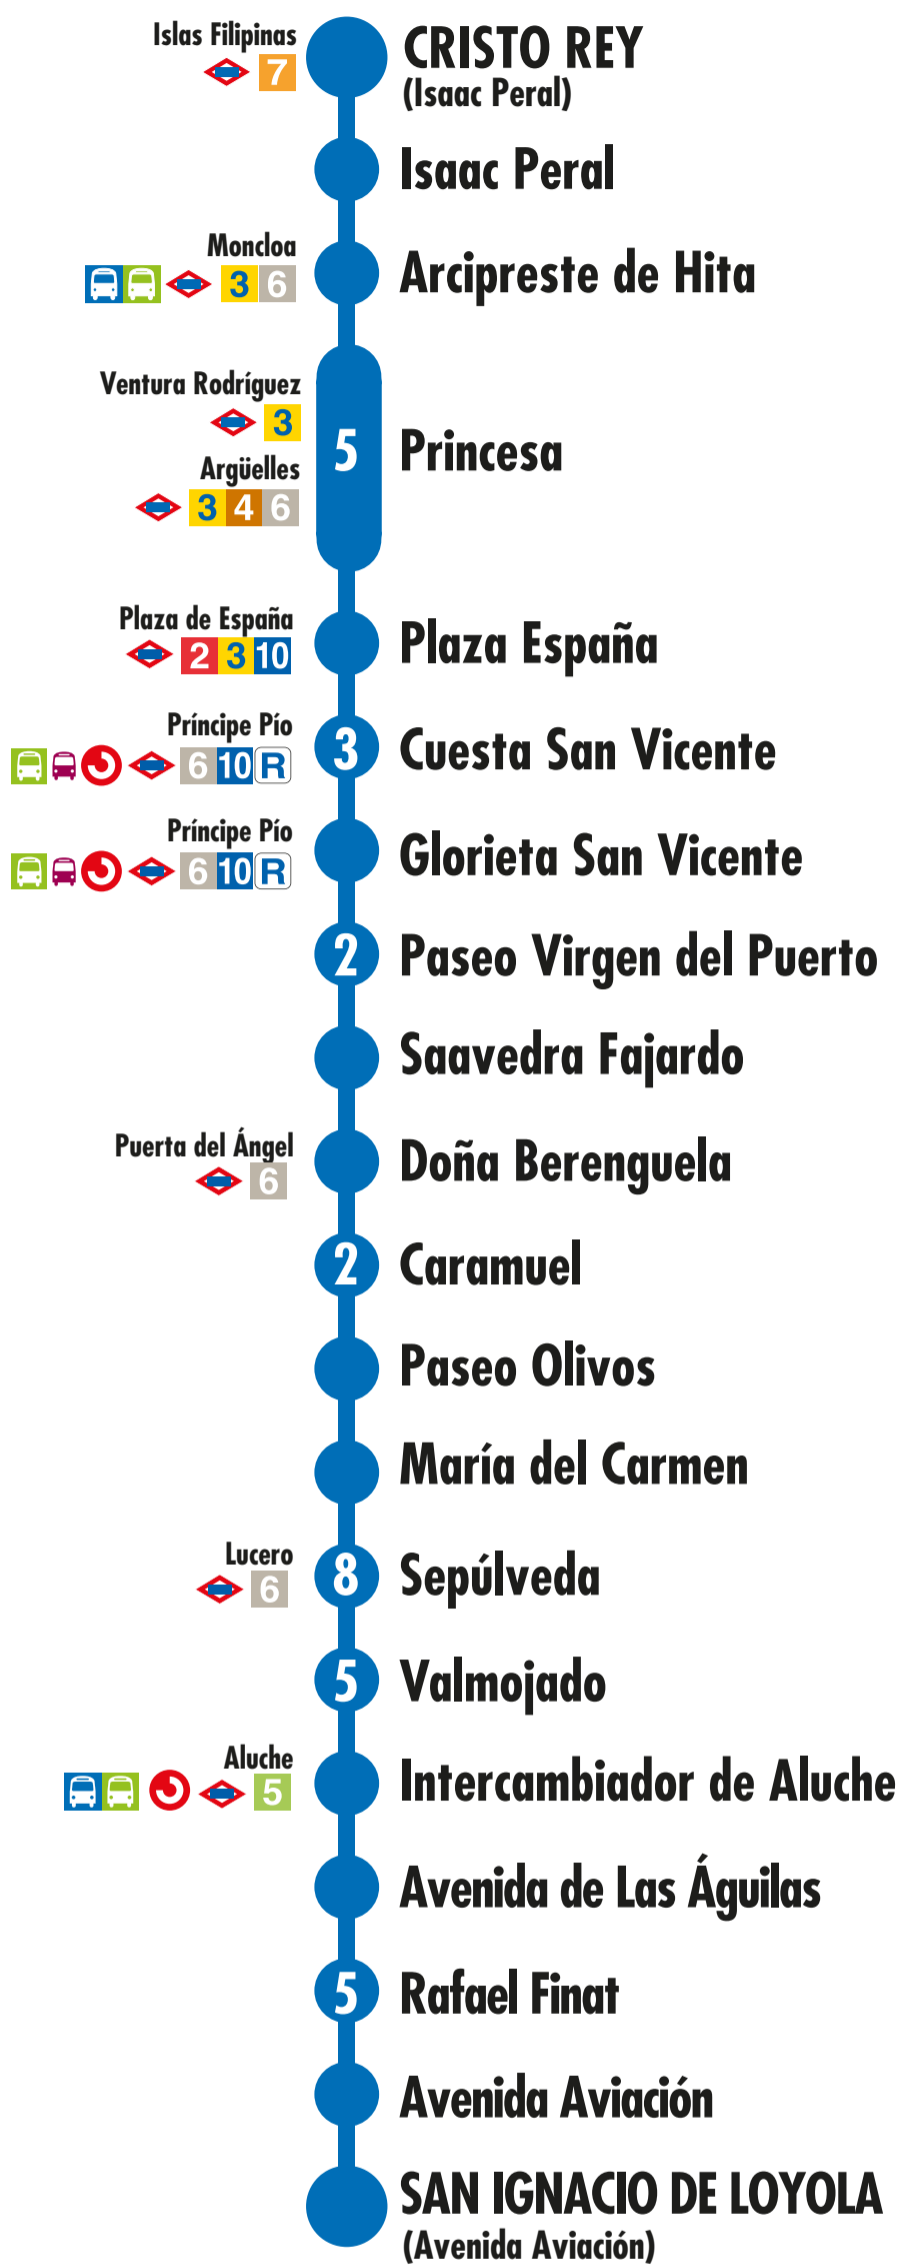 Islas Filipinas
7
CRISTO REY
(Isaac Peral)
Isaac Peral
Moncloa
3 6
Arcipreste de Hita
Ventura Rodríguez
3
Argüelles
3 4 6
5
Princesa
Plaza de España
2 3 10
Plaza España
Príncipe Pío
6 10 R
3
Cuesta San Vicente
Príncipe Pío
6 10 R
Glorieta San Vicente
2
Paseo Virgen del Puerto
Saavedra Fajardo
Puerta del Ángel
6
Doña Berenguela
2
Caramuel
Paseo Olivos
María del Carmen
Lucero
6
8
Sepúlveda
5
Valmojado
Aluche
5
Intercambiador de Aluche
Avenida de Las Águilas
5
Rafael Finat
Avenida Aviación
SAN IGNACIO DE LOYOLA
(Avenida Aviación)